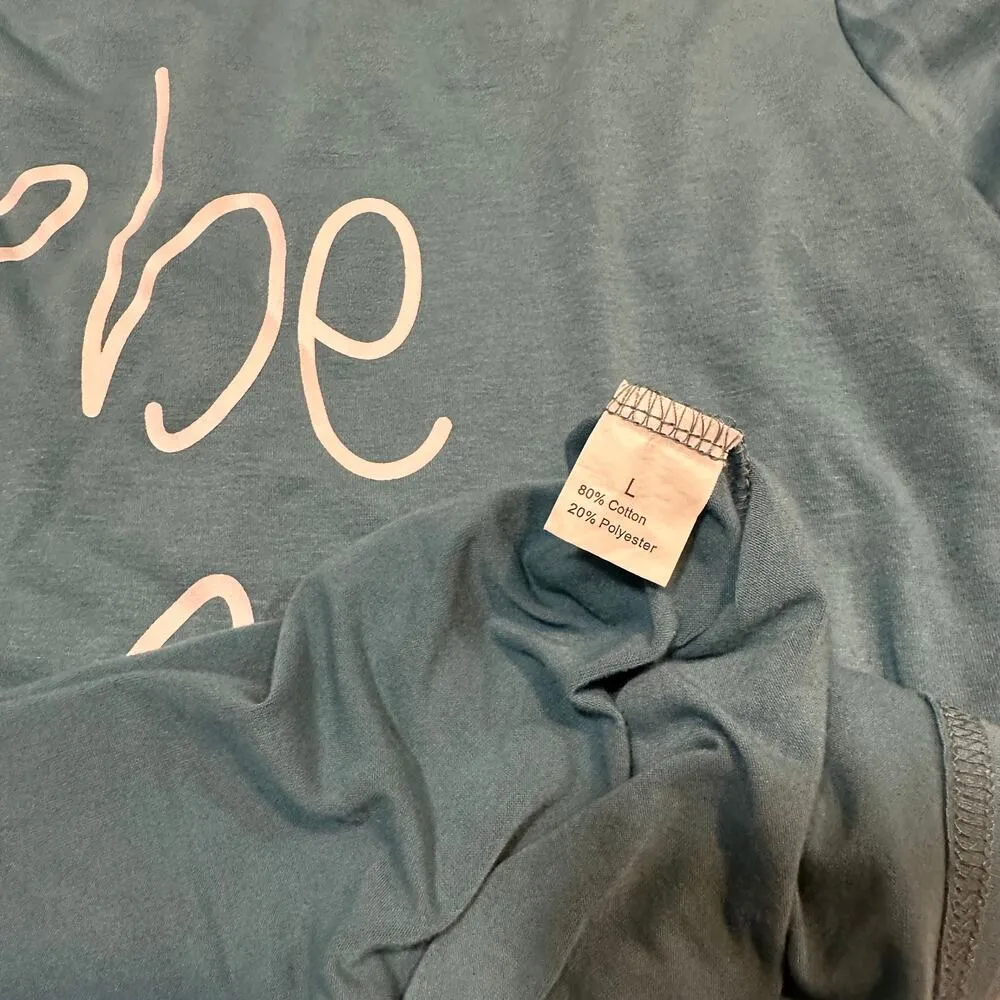 be
L
80% Cotton
20% Polyester